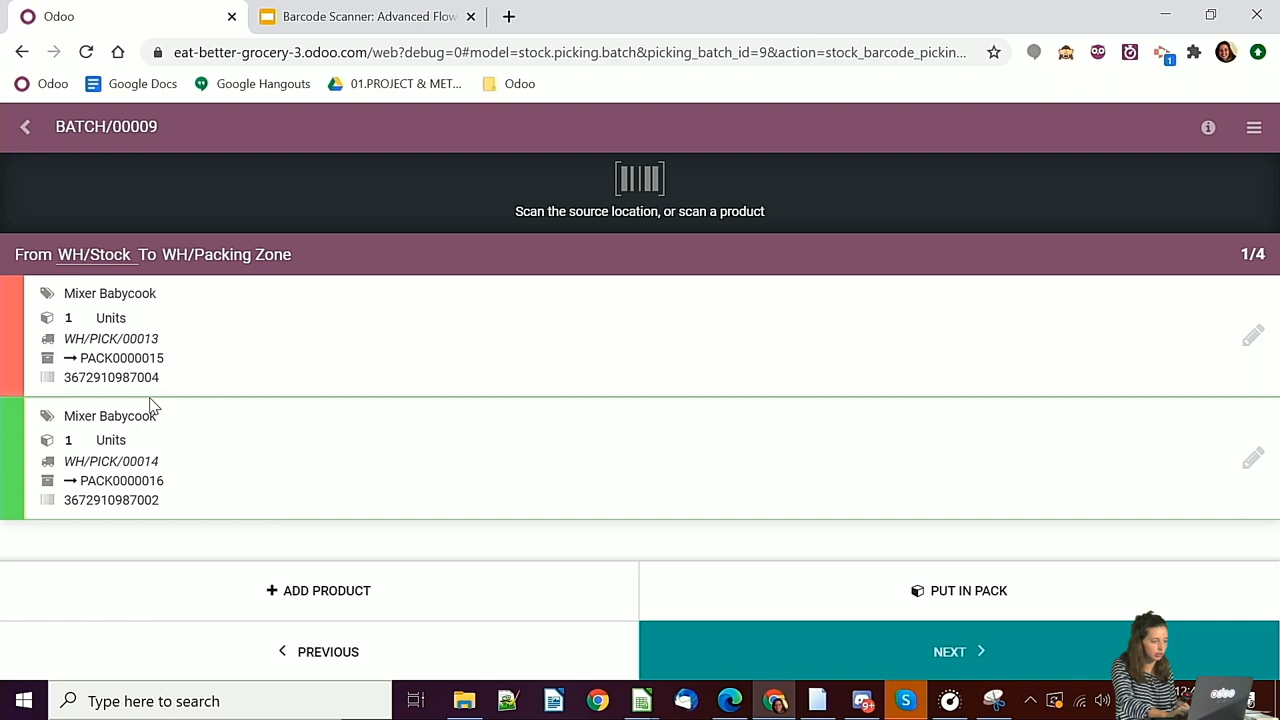 Odoo
Barcode Scanner: Advanced Flow
eat-better-grocery-3.odoo.com/web?debug=0#model=stock.picking.batch&picking_batch_id=9&action=stock_barcode_pickin...
1
Odoo
Google Docs
Google Hangouts
01.PROJECT & MET...
Odoo
BATCH/00009
Scan the source location, or scan a product
From WH/Stock To WH/Packing Zone
1/4
Mixer Babycook
1 Units
WH/PICK/00013
PACK0000015
3672910987004
Mixer Babycook
1 Units
WH/PICK/00014
PACK0000016
3672910987002
+ ADD PRODUCT
PUT IN PACK
PREVIOUS
NEXT
Type here to search
9+
odoo